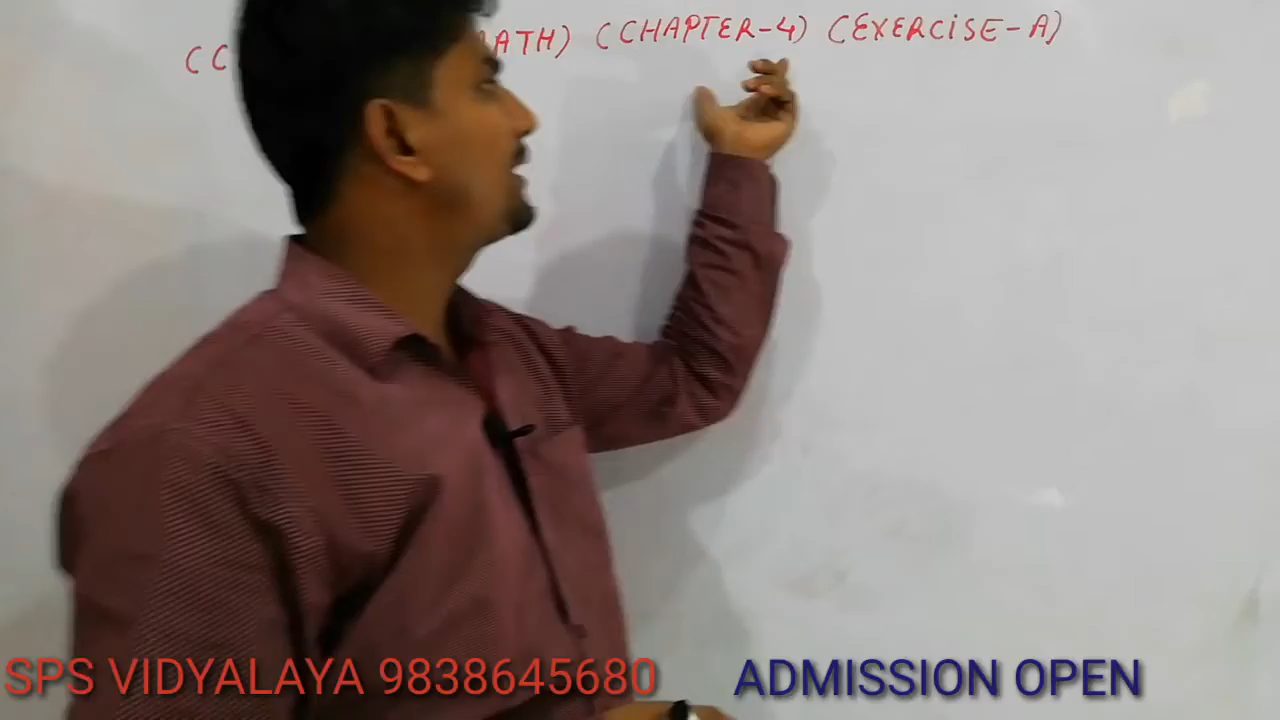 (C ATH) (CHAPTER-4) (EXERCISE-A)
SPS VIDYALAYA 9838645680 ADMISSION OPEN